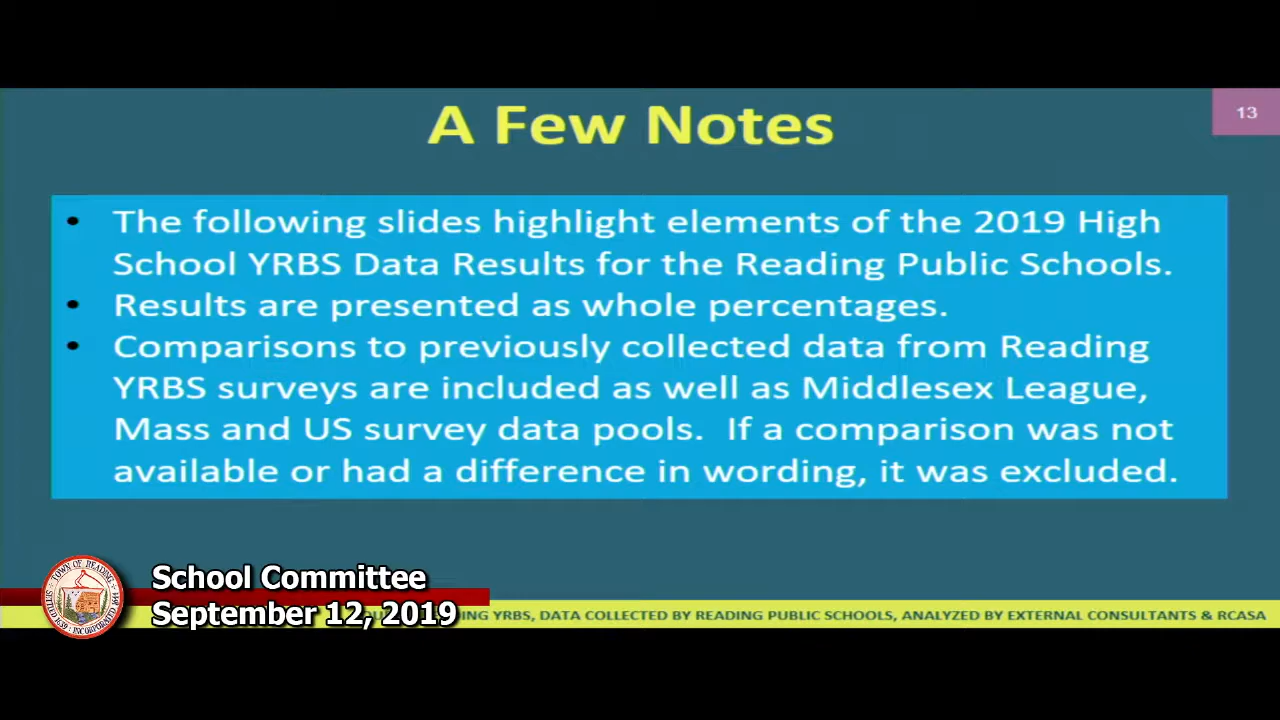 A Few Notes
13
• The following slides highlight elements of the 2019 High
School YRBS Data Results for the Reading Public Schools.
• Results are presented as whole percentages.
• Comparisons to previously collected data from Reading
YRBS surveys are included as well as Middlesex League,
Mass and US survey data pools. If a comparison was not
available or had a difference in wording, it was excluded.
TOWN OF READING
School Committee
September 12, 2019
YRBS, DATA COLLECTED BY READING PUBLIC SCHOOLS, ANALYZED BY EXTERNAL CONSULTANTS & RCASA